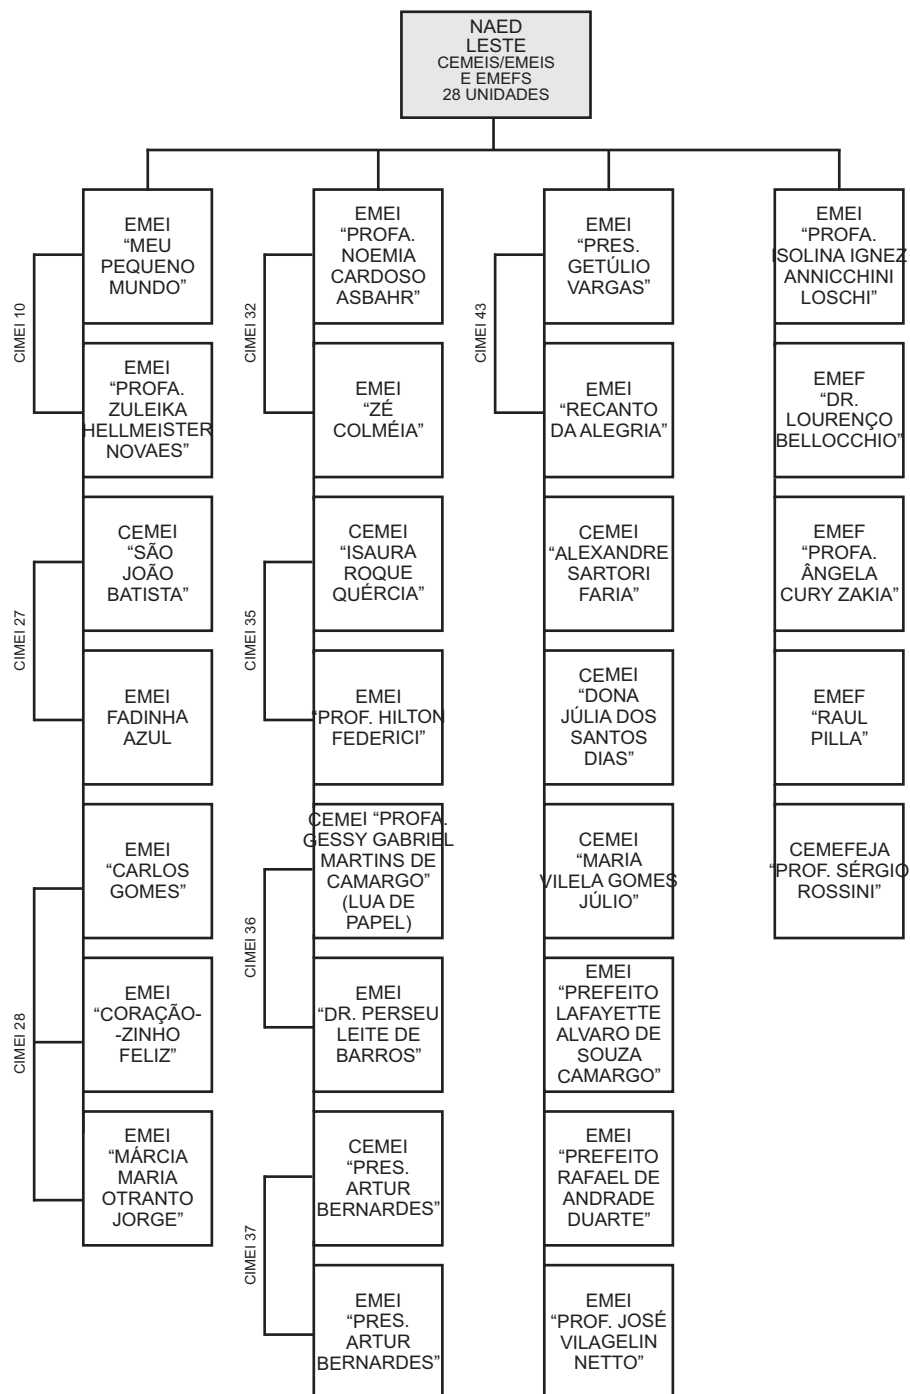 NAED
LESTE
CEMEIS/EMEIS
E EMEFS
28 UNIDADES
CIMEI 10
EMEI
“MEU
PEQUENO
MUNDO”
EMEI
“PROFA.
ZULEIKA
HELLMEISTER
NOVAES”
CIMEI 27
CEMEI
“SÃO
JOÃO
BATISTA”
EMEI
FADINHA
AZUL
CIMEI 28
EMEI
“CARLOS
GOMES”
EMEI
“CORAÇÃO-
-ZINHO
FELIZ”
EMEI
“MÁRCIA
MARIA
OTRANTO
JORGE”
CIMEI 32
EMEI
“PROFA.
NOEMIA
CARDOSO
ASBAHR”
EMEI
“ZÉ
COLMÉIA”
CIMEI 35
CEMEI
“ISAURA
ROQUE
QUÉRCIA”
EMEI
“PROF. HILTON
FEDERICI”
CIMEI 36
CEMEI “PROFA.
GESSY GABRIEL
MARTINS DE
CAMARGO”
(LUA DE
PAPEL)
EMEI
“DR. PERSEU
LEITE DE
BARROS”
CIMEI 37
CEMEI
“PRES.
ARTUR
BERNARDES”
EMEI
“PRES.
ARTUR
BERNARDES”
CIMEI 43
EMEI
“PRES.
GETÚLIO
VARGAS”
EMEI
“RECANTO
DA ALEGRIA”
CEMEI
“ALEXANDRE
SARTORI
FARIA”
CEMEI
“DONA
JÚLIA DOS
SANTOS
DIAS”
CEMEI
“MARIA
VILELA GOMES
JÚLIO”
EMEI
“PREFEITO
LAFAYETTE
ALVARO DE
SOUZA
CAMARGO”
EMEI
“PREFEITO
RAFAEL DE
ANDRADE
DUARTE”
EMEI
“PROF. JOSÉ
VILAGELIN
NETTO”
EMEI
“PROFA.
ISOLINA IGNEZ
ANNICCHINI
LOSCHI”
EMEF
“DR.
LOURENÇO
BELLOCCHIO”
EMEF
“PROFA.
ÂNGELA
CURY ZAKIA”
EMEF
“RAUL
PILLA”
CEMEFEJA
“PROF. SÉRGIO
ROSSINI”